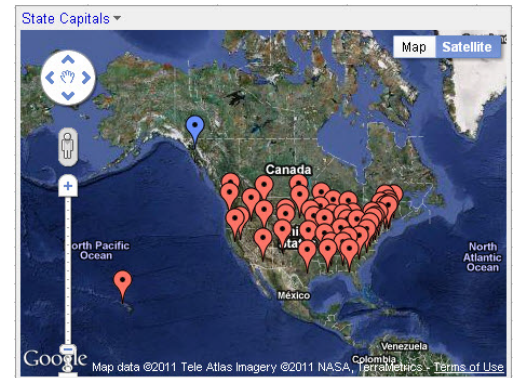 State Capitals
Map Satellite
Canada
orth Pacific
Ocean
North
Atlantic
Ocean
México
Venezuela
Colombia
Google Map data ©2011 Tele Atlas Imagery ©2011 NASA, TerraMetrics - Terms of Use